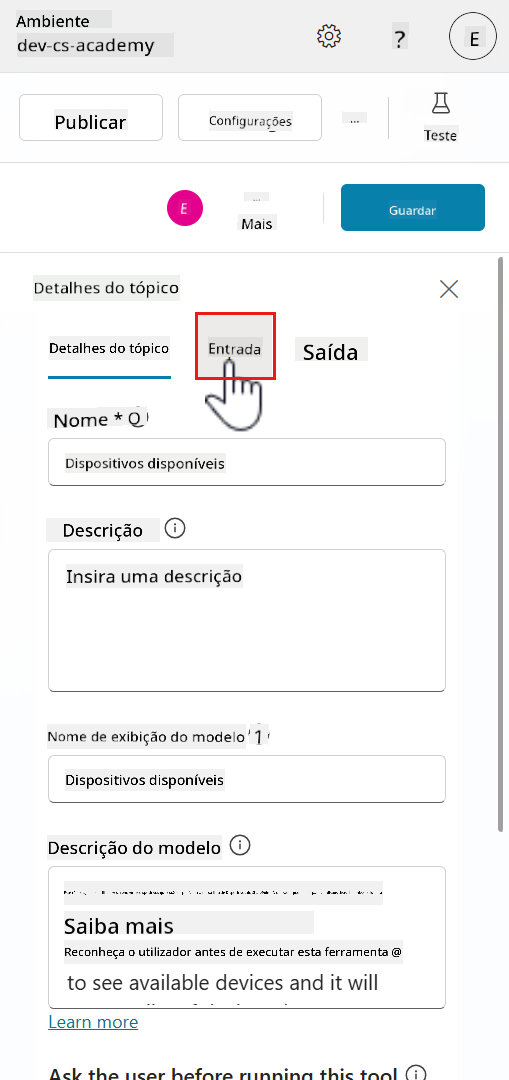 Ambiente
dev-cs-academy
?
E
Publicar
Configurações
...
Teste
E
...
Mais
Guardar
Detalhes do tópico
Detalhes do tópico
Entrada
Saída
Nome *
Dispositivos disponíveis
Descrição
Insira uma descrição
Nome de exibição do modelo
Dispositivos disponíveis
Descrição do modelo
Saiba mais
Reconheça o utilizador antes de executar esta ferramenta @
to see available devices and it will
Learn more
Ask the user before running this tool